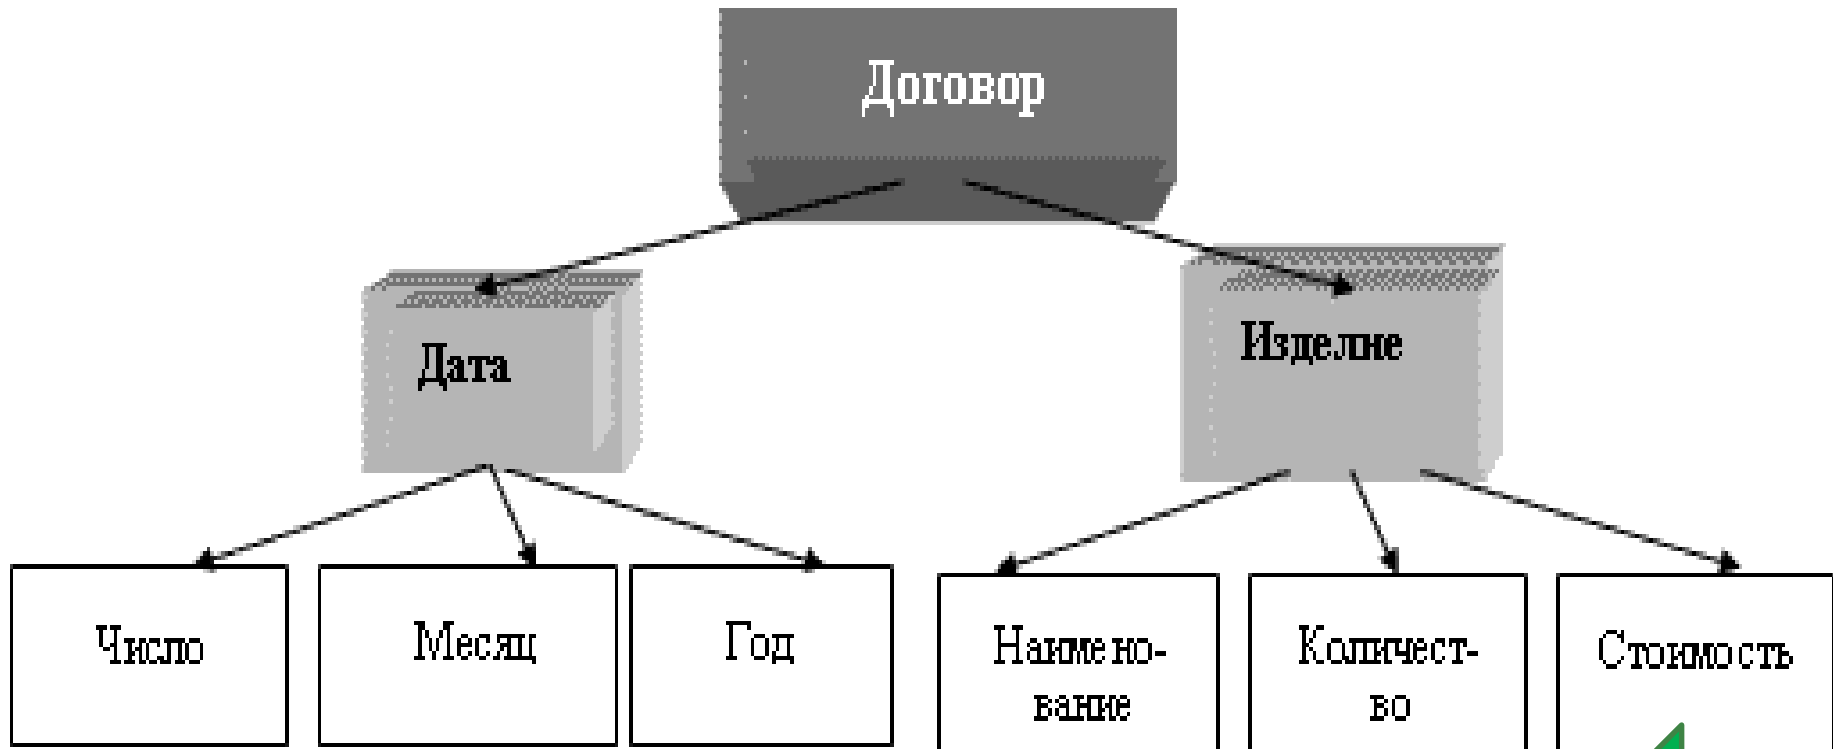 Договор
Дата
Изделие
Число
Месяц
Год
Наимено-
вание
Количест-
во
Стоимость